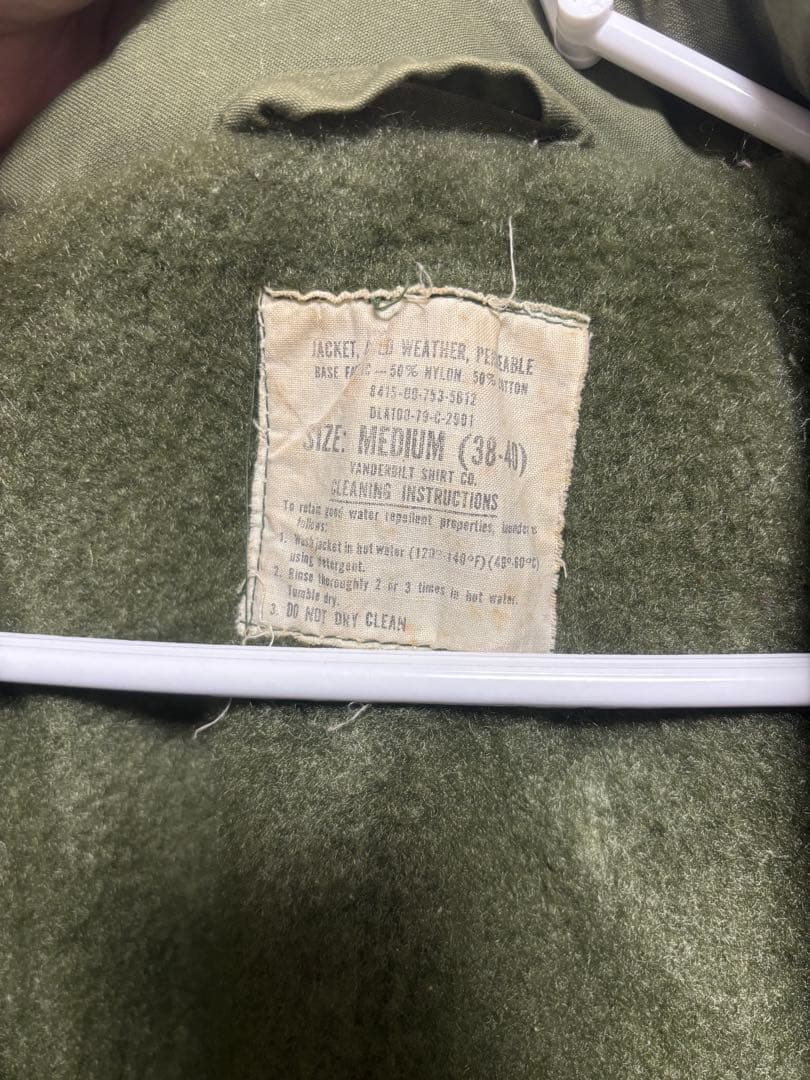 JACKET, WEATHER,
BASE — 50% NYLON 50%
8415-00-753-5612
DLA100-79-C-2901
SIZE: MEDIUM (38-40)
VANDERBILT SHIRT CO.
CLEANING INSTRUCTIONS
To retain good water repellent properties, launder
follows:
1. Wash jacket in hot water (120°-140°F)(49°-60°C)
using detergent.
2. Rinse thoroughly 2 or 3 times in hot water.
Tumble dry.
3. DO NOT DRY CLEAN